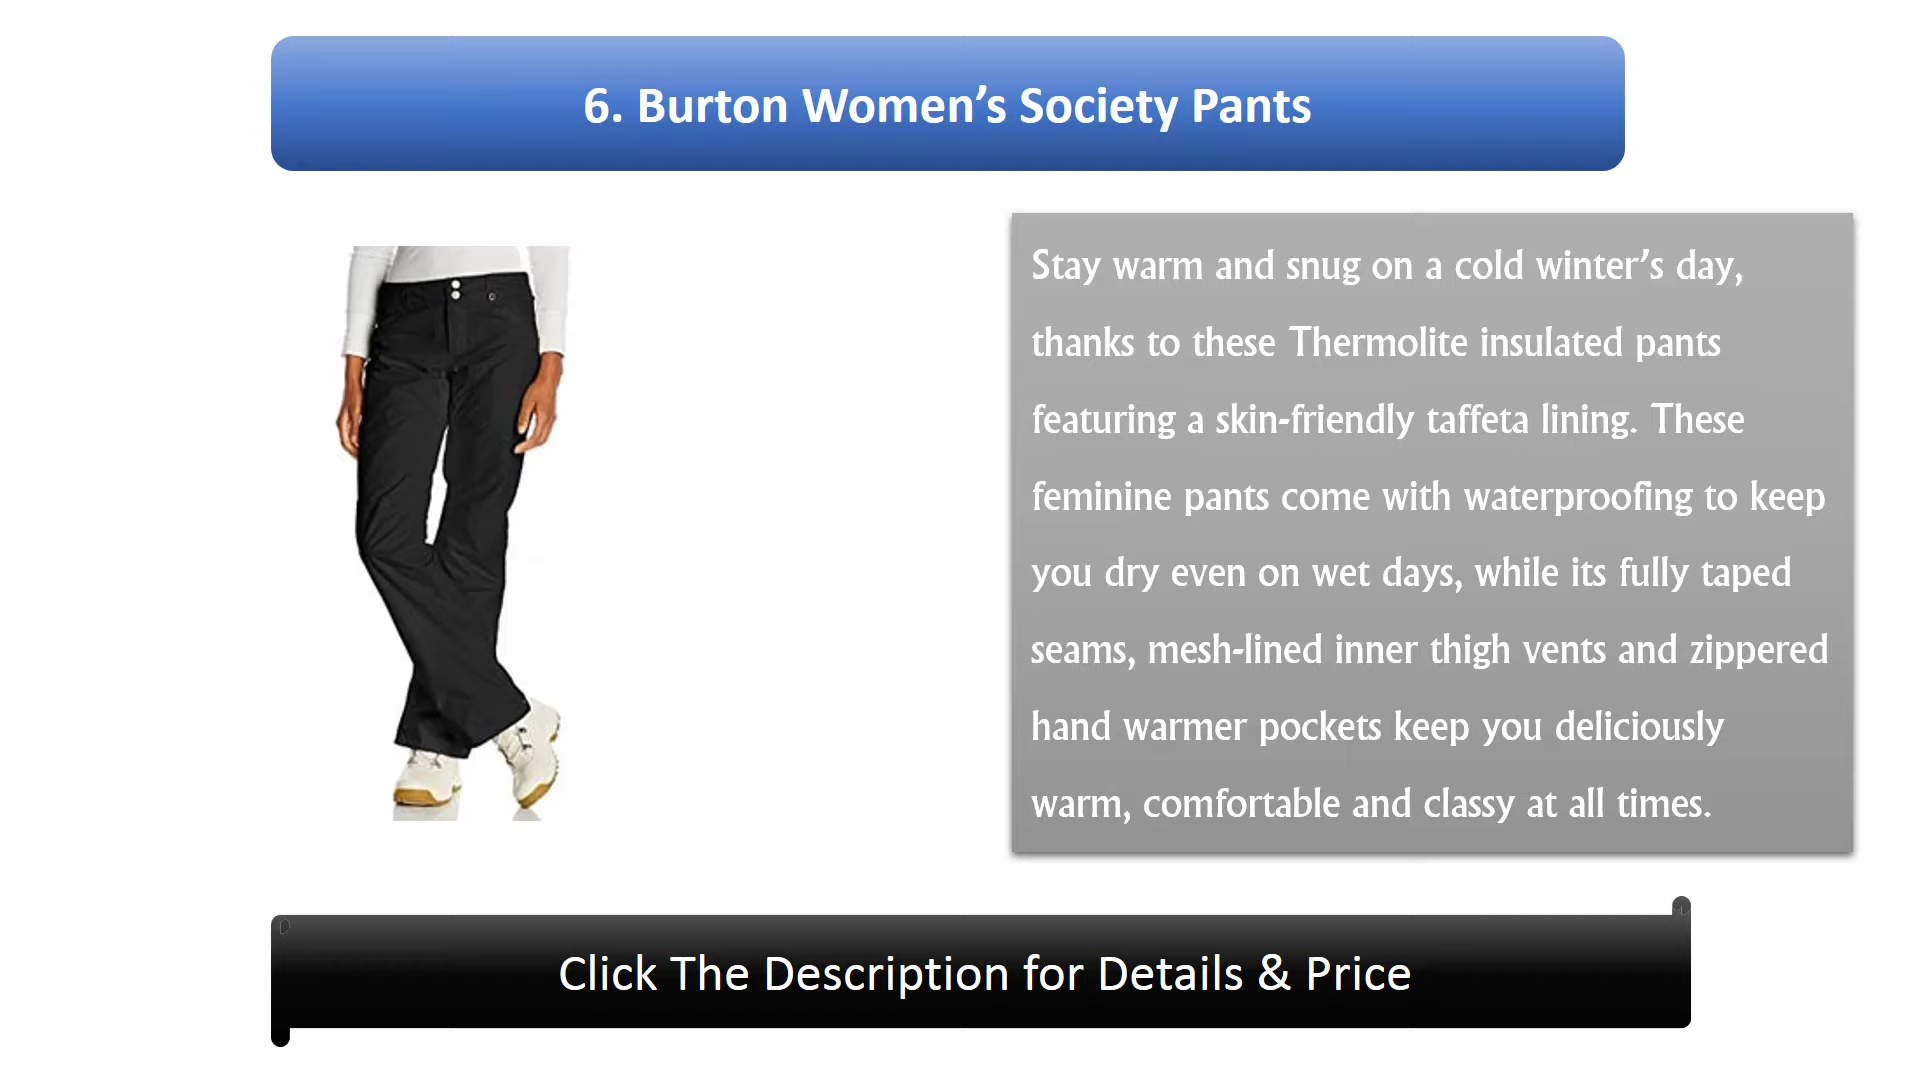 6. Burton Women’s Society Pants
Stay warm and snug on a cold winter’s day,
thanks to these Thermolite insulated pants
featuring a skin-friendly taffeta lining. These
feminine pants come with waterproofing to keep
you dry even on wet days, while its fully taped
seams, mesh-lined inner thigh vents and zippered
hand warmer pockets keep you deliciously
warm, comfortable and classy at all times.
Click The Description for Details & Price